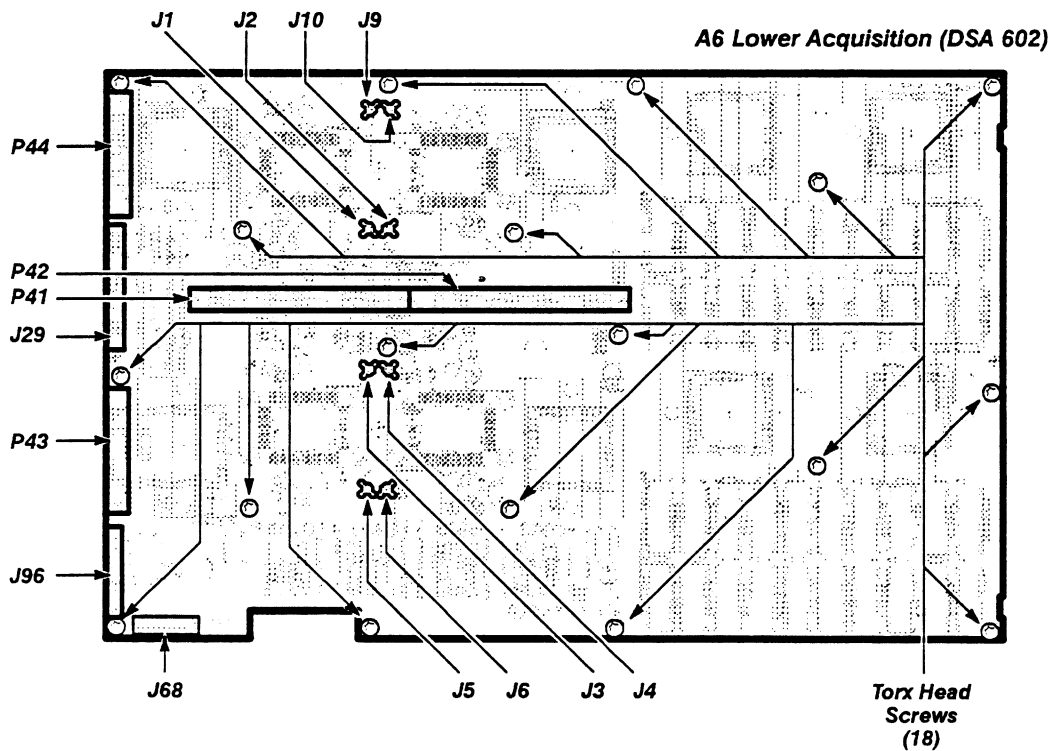 J1 J2 J10 J9
A6 Lower Acquisition (DSA 602)
P44
P42
P41
J29
P43
J96
J68
J5 J6 J3 J4
Torx Head
Screws
(18)